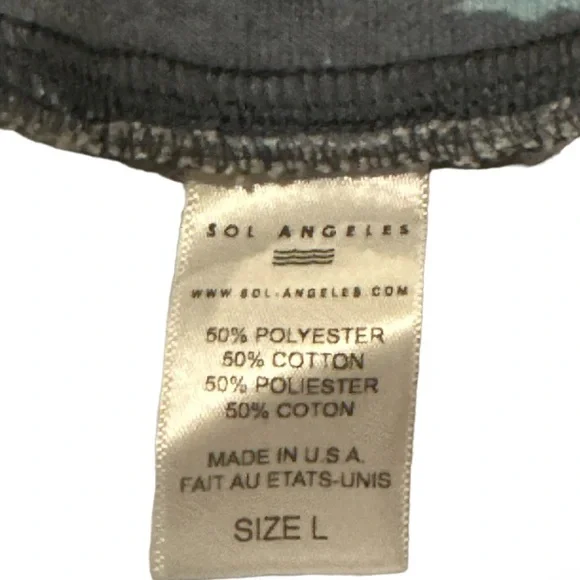 SOL ANGELES
WWW.SOL-ANGELES.COM
50% POLYESTER
50% COTTON
50% POLIESTER
50% COTON
MADE IN U.S.A.
FAIT AU ETATS-UNIS
SIZE L